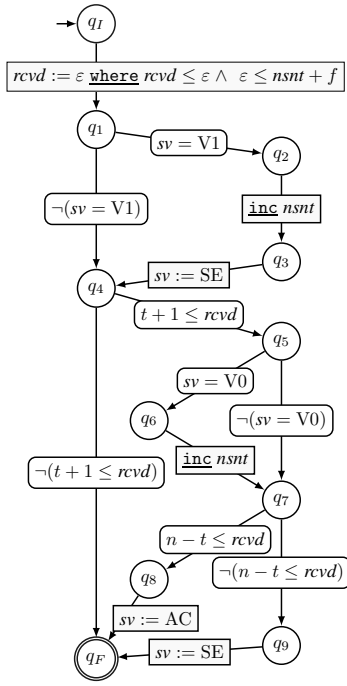 q_I
rcvd := ε where rcvd ≤ ε ∧ ε ≤ nsnt + f
q_1
sv = V1
q_2
¬(sv = V1)
inc nsnt
q_3
sv := SE
q_4
t + 1 ≤ rcvd
q_5
sv = V0
q_6
¬(sv = V0)
inc nsnt
¬(t + 1 ≤ rcvd)
q_7
n − t ≤ rcvd
q_8
¬(n − t ≤ rcvd)
sv := AC
q_F
sv := SE
q_9